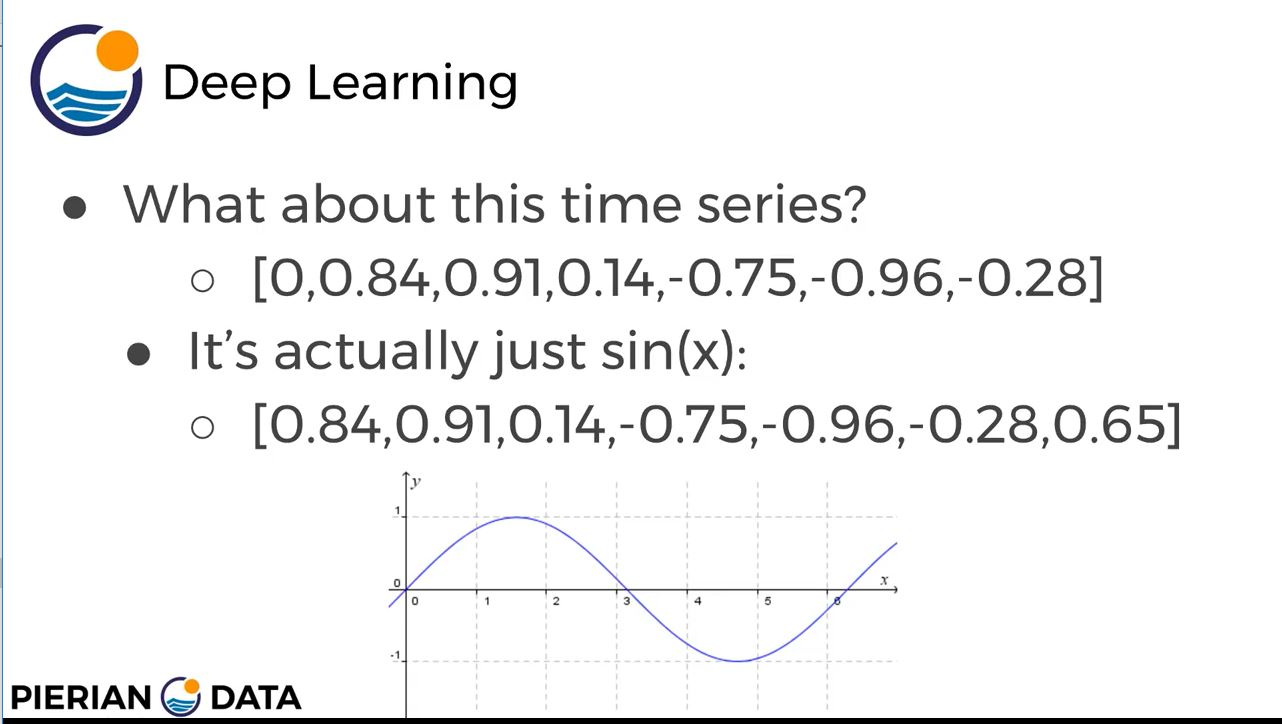 Deep Learning
● What about this time series?
○ [0,0.84,0.91,0.14,-0.75,-0.96,-0.28]
● It’s actually just sin(x):
○ [0.84,0.91,0.14,-0.75,-0.96,-0.28,0.65]
y
1
0
0 1 2 3 4 5 6 x
-1
PIERIAN DATA